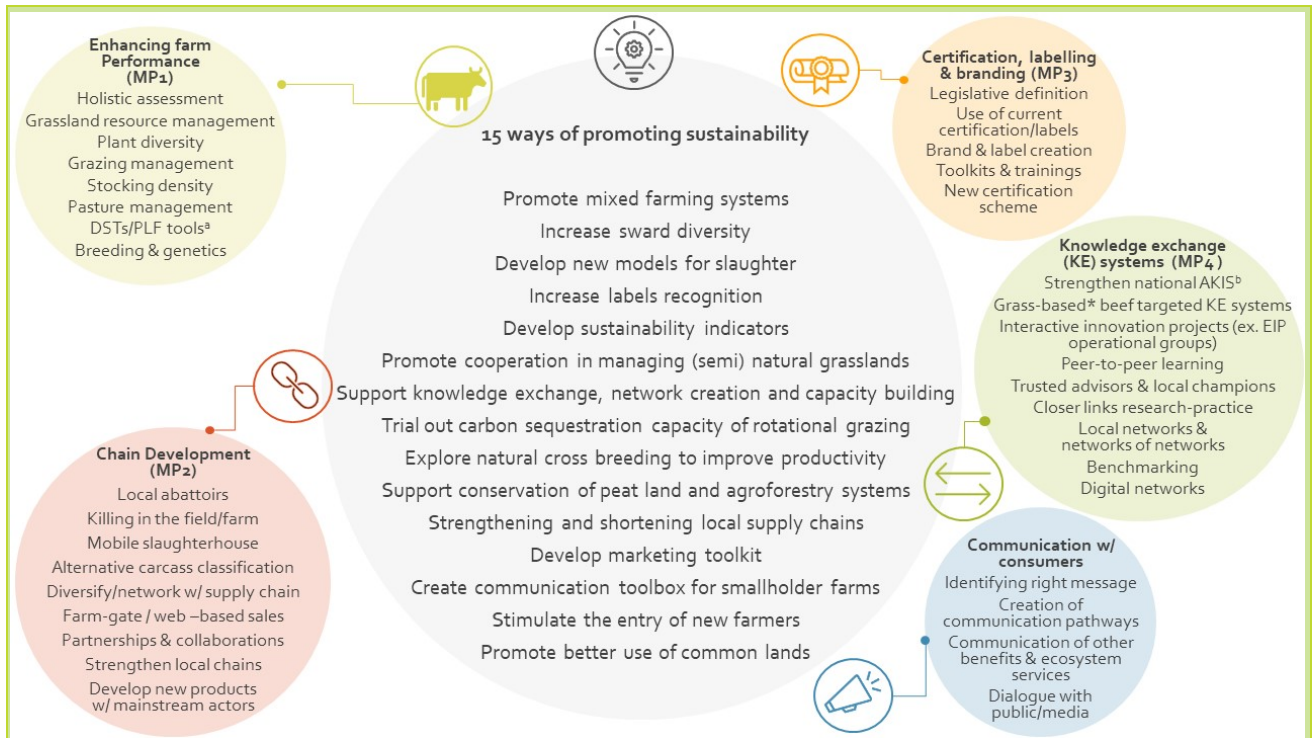 Enhancing farm
Performance
(MP1)
Holistic assessment
Grassland resource management
Plant diversity
Grazing management
Stocking density
Pasture management
DSTs/PLF toolsª
Breeding & genetics
Chain Development
(MP2)
Local abattoirs
Killing in the field/farm
Mobile slaughterhouse
Alternative carcass classification
Diversify/network w/ supply chain
Farm-gate / web –based sales
Partnerships & collaborations
Strengthen local chains
Develop new products
w/ mainstream actors
15 ways of promoting sustainability
Promote mixed farming systems
Increase sward diversity
Develop new models for slaughter
Increase labels recognition
Develop sustainability indicators
Promote cooperation in managing (semi) natural grasslands
Support knowledge exchange, network creation and capacity building
Trial out carbon sequestration capacity of rotational grazing
Explore natural cross breeding to improve productivity
Support conservation of peat land and agroforestry systems
Strengthening and shortening local supply chains
Develop marketing toolkit
Create communication toolbox for smallholder farms
Stimulate the entry of new farmers
Promote better use of common lands
Certification, labelling
& branding (MP3)
Legislative definition
Use of current
certification/labels
Brand & label creation
Toolkits & trainings
New certification
scheme
Knowledge exchange
(KE) systems (MP4)
Strengthen national AKISᵇ
Grass-based* beef targeted KE systems
Interactive innovation projects (ex. EIP
operational groups)
Peer-to-peer learning
Trusted advisors & local champions
Closer links research-practice
Local networks &
networks of networks
Benchmarking
Digital networks
Communication w/
consumers
Identifying right message
Creation of
communication pathways
Communication of other
benefits & ecosystem
services
Dialogue with
public/media